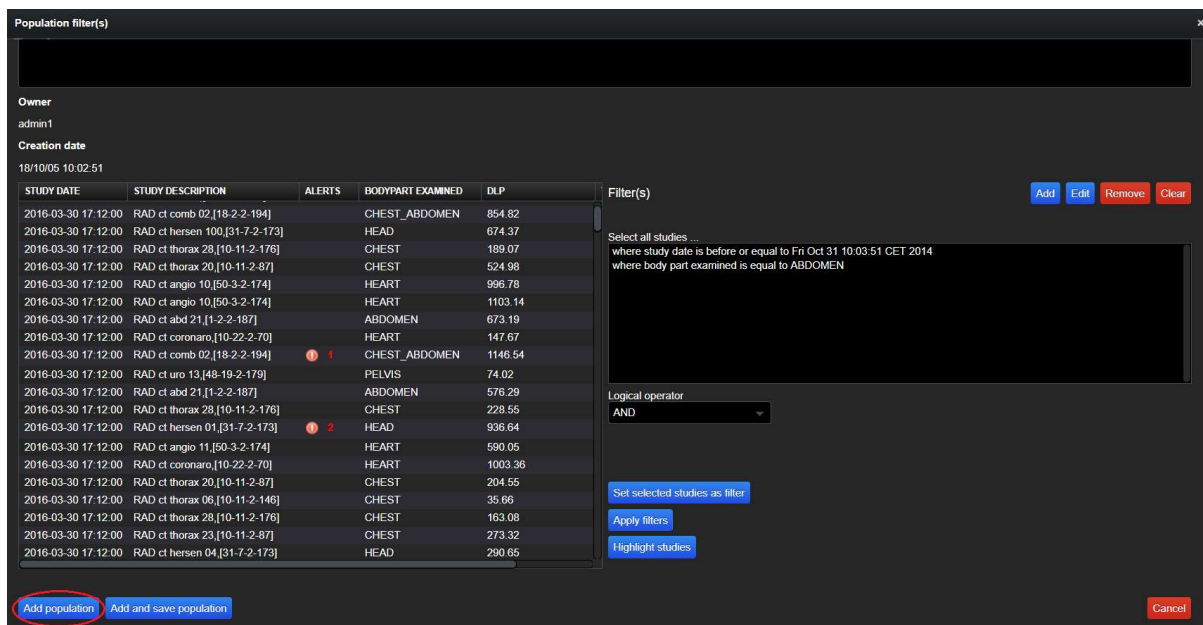 Population filter(s)
Owner
admin1
Creation date
18/10/05 10:02:51
STUDY DATE STUDY DESCRIPTION ALERTS BODYPART EXAMINED DLP
2016-03-30 17:12:00 RAD ct comb 02,[18-2-2-194] CHEST_ABDOMEN 854.82
2016-03-30 17:12:00 RAD ct hersen 100,[31-7-2-173] HEAD 674.37
2016-03-30 17:12:00 RAD ct thorax 28,[10-11-2-176] CHEST 189.07
2016-03-30 17:12:00 RAD ct thorax 20,[10-11-2-87] CHEST 524.98
2016-03-30 17:12:00 RAD ct angio 10,[50-3-2-174] HEART 996.78
2016-03-30 17:12:00 RAD ct angio 10,[50-3-2-174] HEART 1103.14
2016-03-30 17:12:00 RAD ct abd 21,[1-2-2-187] ABDOMEN 673.19
2016-03-30 17:12:00 RAD ct coronaro,[10-22-2-70] HEART 147.67
2016-03-30 17:12:00 RAD ct comb 02,[18-2-2-194] 1 CHEST_ABDOMEN 1146.54
2016-03-30 17:12:00 RAD ct uro 13,[48-19-2-179] PELVIS 74.02
2016-03-30 17:12:00 RAD ct abd 21,[1-2-2-187] ABDOMEN 576.29
2016-03-30 17:12:00 RAD ct thorax 28,[10-11-2-176] CHEST 228.55
2016-03-30 17:12:00 RAD ct hersen 01,[31-7-2-173] 2 HEAD 936.64
2016-03-30 17:12:00 RAD ct angio 11,[50-3-2-174] HEART 590.05
2016-03-30 17:12:00 RAD ct coronaro,[10-22-2-70] HEART 1003.36
2016-03-30 17:12:00 RAD ct thorax 20,[10-11-2-87] CHEST 204.55
2016-03-30 17:12:00 RAD ct thorax 06,[10-11-2-146] CHEST 35.66
2016-03-30 17:12:00 RAD ct thorax 28,[10-11-2-176] CHEST 163.08
2016-03-30 17:12:00 RAD ct thorax 23,[10-11-2-87] CHEST 273.32
2016-03-30 17:12:00 RAD ct hersen 04,[31-7-2-173] HEAD 290.65
Filter(s)
Add Edit Remove Clear
Select all studies ...
where study date is before or equal to Fri Oct 31 10:03:51 CET 2014
where body part examined is equal to ABDOMEN
Logical operator
AND
Set selected studies as filter
Apply filters
Highlight studies
Add population Add and save population Cancel